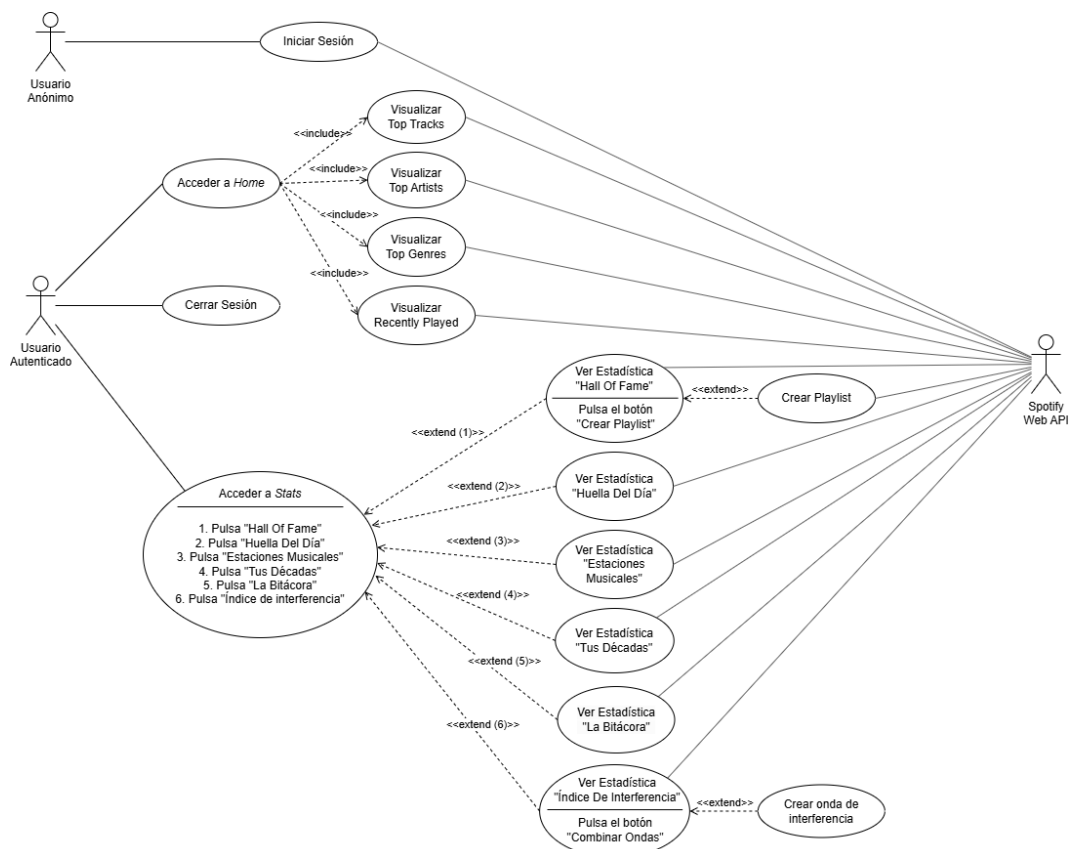 Iniciar Sesión
Usuario
Anónimo
Visualizar
Top Tracks
<<include>>
<<include>>
Visualizar
Top Artists
Acceder a Home
<<include>>
Visualizar
Top Genres
<<include>>
Visualizar
Recently Played
Cerrar Sesión
Usuario
Autenticado
Ver Estadística
"Hall Of Fame"
Pulsa el botón
"Crear Playlist"
<<extend>>
Crear Playlist
Spotify
Web API
<<extend (1)>>
<<extend (2)>>
Ver Estadística
"Huella Del Día"
Acceder a Stats
1. Pulsa "Hall Of Fame"
2. Pulsa "Huella Del Día"
3. Pulsa "Estaciones Musicales"
4. Pulsa "Tus Décadas"
5. Pulsa "La Bitácora"
6. Pulsa "Índice de interferencia"
<<extend (3)>>
Ver Estadística
"Estaciones
Musicales"
<<extend (4)>>
Ver Estadística
"Tus Décadas"
<<extend (5)>>
Ver Estadística
"La Bitácora"
<<extend (6)>>
Ver Estadística
"Índice De Interferencia"
Pulsa el botón
"Combinar Ondas"
<<extend>>
Crear onda de
interferencia